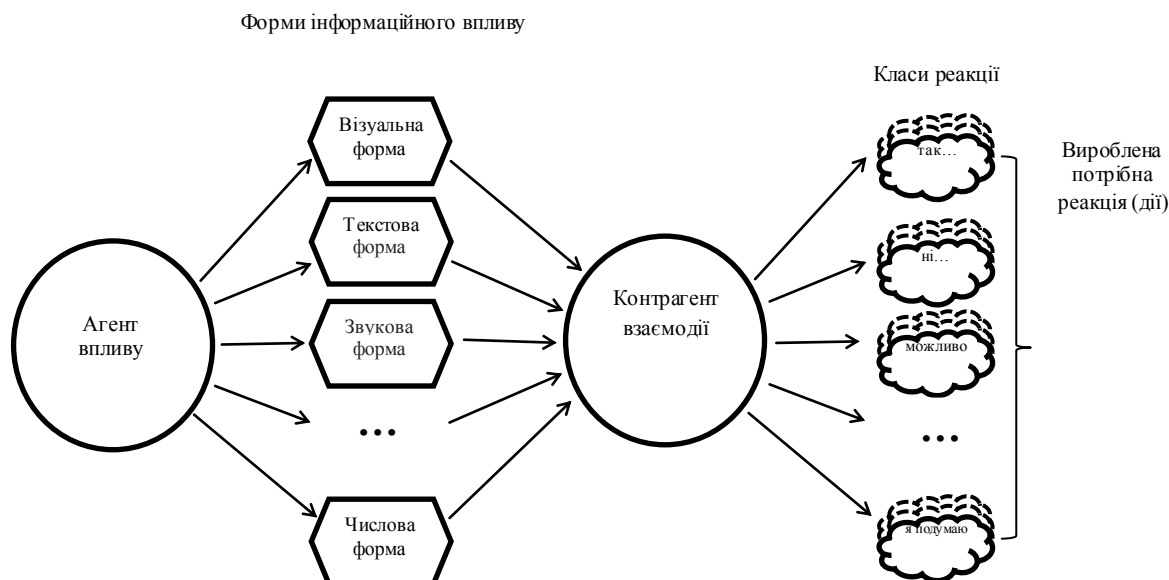 Форми інформаційного впливу
Агент
впливу
Візуальна
форма
Текстова
форма
Звукова
форма
...
Числова
форма
Контрагент
взаємодії
Класи реакції
так...
ні...
можливо
...
я подумаю
Вироблена
потрібна
реакція (дії)